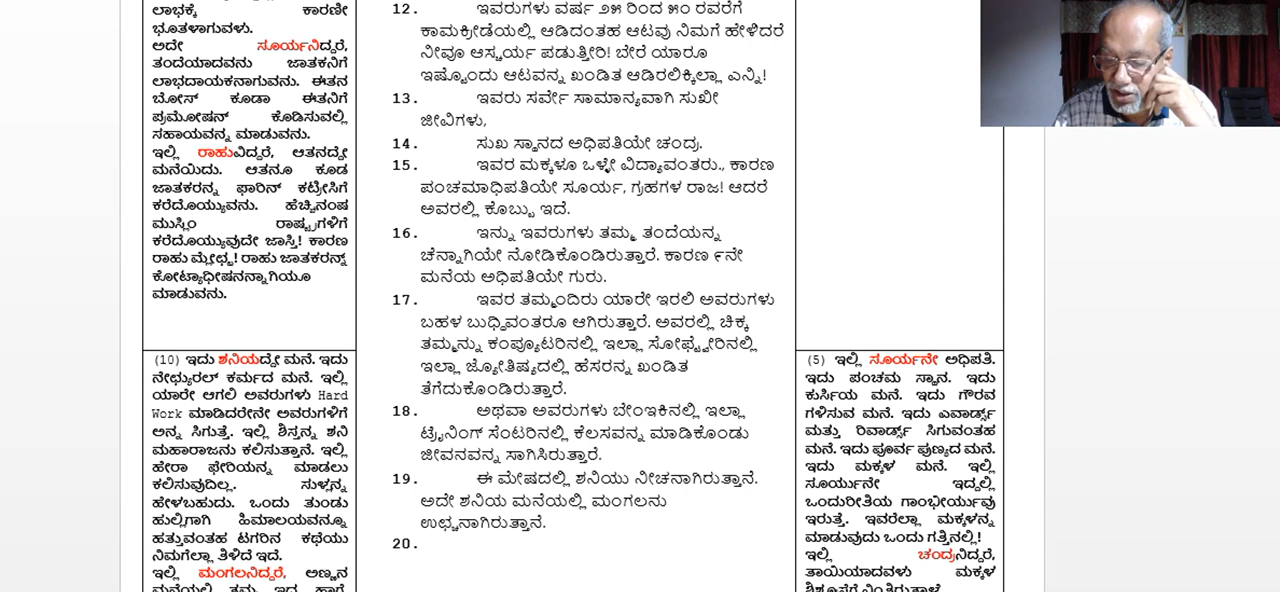 ಲಾಭಕ್ಕೆ ಕಾರಣೀ
ಭೂತಳಾಗುವಳು.
ಅದೇ ಸೂರ್ಯನಿದ್ದರೆ,
ತಂದೆಯಾದವನು ಜಾತಕನಿಗೆ
ಲಾಭದಾಯಕನಾಗುವನು. ಈತನ
ಬೋಸ್ ಕೂಡಾ ಈತನಿಗೆ
ಪ್ರಮೋಷನ್ ಕೊಡಿಸುವಲ್ಲಿ
ಸಹಾಯವನ್ನ ಮಾಡುವನು.
ಇಲ್ಲಿ ರಾಹುವಿದ್ದರೆ, ಆತನದ್ದೇ
ಮನೆಯಿದು. ಆತನೂ ಕೂಡ
ಜಾತಕರನ್ನ ಫಾರಿನ್ ಕಟ್ರೀಸಿಗೆ
ಕರೆದೊಯ್ಯುವನು. ಹೆಚ್ಚಿನಂಷ
ಮುಸ್ಲಿಂ ರಾಷ್ಟ್ರಗಳಿಗೆ
ಕರೆದೊಯ್ಯುವುದೇ ಜಾಸ್ತಿ! ಕಾರಣ
ರಾಹು ಮ್ಲೇಛ್ಛ! ರಾಹು ಜಾತಕರನ್ನ್
ಕೋಟ್ಯಾಧೀಷನನ್ನಾಗಿಯೂ
ಮಾಡುವನು.
(10) ಇದು ಶನಿಯದ್ದೇ ಮನೆ. ಇದು
ನೇಛ್ಯುರಲ್ ಕರ್ಮದ ಮನೆ. ಇಲ್ಲಿ
ಯಾರೇ ಆಗಲಿ ಅವರುಗಳು Hard
Work ಮಾಡಿದರೇನೇ ಅವರುಗಳಿಗೆ
ಅನ್ನ ಸಿಗುತ್ತೆ. ಇಲ್ಲಿ ಶಿಸ್ತನ್ನ ಶನಿ
ಮಹಾರಾಜನು ಕಲಿಸುತ್ತಾನೆ. ಇಲ್ಲಿ
ಹೇರಾ ಫೇರಿಯನ್ನ ಮಾಡಲು
ಕಲಿಸುವುದಿಲ್ಲ. ಸುಳ್ಳನ್ನ
ಹೇಳಬಹುದು. ಒಂದು ತುಂಡು
ಹುಲ್ಲಿಗಾಗಿ ಹಿಮಾಲಯವನ್ನೂ
ಹತ್ತುವಂತಹ ಟಗರಿನ ಕಥೆಯು
ನಿಮಗೆಲ್ಲಾ ತಿಳಿದೆ ಇದೆ.
ಇಲ್ಲಿ ಮಂಗಲನಿದ್ದರೆ, ಅಣ್ಣನ
12. ಇವರುಗಳು ವರ್ಷ ೨೫ ರಿಂದ ೫೦ ರವರೆಗೆ
ಕಾಮಕ್ರೀಡೆಯಲ್ಲಿ ಆಡಿದಂತಹ ಆಟವು ನಿಮಗೆ ಹೇಳಿದರೆ
ನೀವೂ ಆಸ್ಚರ್ಯ ಪಡುತ್ತೀರಿ! ಬೇರೆ ಯಾರೂ
ಇಷ್ಟೊಂದು ಆಟವನ್ನ ಖಂಡಿತ ಆಡಿರಲಿಕ್ಕಿಲ್ಲಾ ಎನ್ನಿ!
13. ಇವರು ಸರ್ವೇ ಸಾಮಾನ್ಯವಾಗಿ ಸುಖೀ
ಜೀವಿಗಳು,
14. ಸುಖ ಸ್ಥಾನದ ಅಧಿಪತಿಯೇ ಚಂದ್ರ.
15. ಇವರ ಮಕ್ಕಳೂ ಒಳ್ಳೇ ವಿದ್ಯಾವಂತರು., ಕಾರಣ
ಪಂಚಮಾಧಿಪತಿಯೇ ಸೂರ್ಯ, ಗ್ರಹಗಳ ರಾಜ! ಆದರೆ
ಅವರಲ್ಲಿ ಕೊಬ್ಬು ಇದೆ.
16. ಇನ್ನು ಇವರುಗಳು ತಮ್ಮ ತಂದೆಯನ್ನ
ಚೆನ್ನಾಗಿಯೇ ನೋಡಿಕೊಂಡಿರುತ್ತಾರೆ. ಕಾರಣ ೯ನೇ
ಮನೆಯ ಅಧಿಪತಿಯೇ ಗುರು.
17. ಇವರ ತಮ್ಮಂದಿರು ಯಾರೇ ಇರಲಿ ಅವರುಗಳು
ಬಹಳ ಬುಧ್ಧಿವಂತರೂ ಆಗಿರುತ್ತಾರೆ. ಅವರಲ್ಲಿ ಚಿಕ್ಕ
ತಮ್ಮನ್ನು ಕಂಪ್ಯೂಟರಿನಲ್ಲಿ ಇಲ್ಲಾ ಸೋಫ್ಟ್ವೇರಿನಲ್ಲಿ
ಇಲ್ಲಾ ಜ್ಯೋತಿಷ್ಯದಲ್ಲಿ ಹೆಸರನ್ನ ಖಂಡಿತ
ತೆಗೆದುಕೊಂಡಿರುತ್ತಾರೆ.
18. ಅಥವಾ ಅವರುಗಳು ಬೇಂಇಕಿನಲ್ಲಿ ಇಲ್ಲಾ
ಟ್ರೈನಿಂಗ್ ಸೆಂಟರಿನಲ್ಲಿ ಕೆಲಸವನ್ನ ಮಾಡಿಕೊಂಡು
ಜೀವನವನ್ನ ಸಾಗಿಸಿರುತ್ತಾರೆ.
19. ಈ ಮೇಷದಲ್ಲಿ ಶನಿಯು ನೀಚನಾಗಿರುತ್ತಾನೆ.
ಅದೇ ಶನಿಯ ಮನೆಯಲ್ಲಿ ಮಂಗಲನು
ಉಛ್ಛನಾಗಿರುತ್ತಾನೆ.
20.
(5) ಇಲ್ಲಿ ಸೂರ್ಯನೇ ಅಧಿಪತಿ.
ಇದು ಪಂಚಮ ಸ್ಥಾನ. ಇದು
ಕುರ್ಸಿಯ ಮನೆ. ಇದು ಗೌರವ
ಗಳಿಸುವ ಮನೆ. ಇದು ಎವಾರ್ಡ್ಸ್
ಮತ್ತು ರಿವಾರ್ಡ್ಸ್ ಸಿಗುವಂತಹ
ಮನೆ. ಇದು ಪೂರ್ವ ಪುಣ್ಯದ ಮನೆ.
ಇದು ಮಕ್ಕಳ ಮನೆ. ಇಲ್ಲಿ
ಸೂರ್ಯನೇ ಇದ್ದಲ್ಲಿ
ಒಂದುರೀತಿಯ ಗಾಂಭೀರ್ಯವು
ಇರುತ್ತೆ. ಇವರೆಲ್ಲಾ ಮಕ್ಕಳನ್ನ
ಮಾಡುವುದು ಒಂದು ಗತ್ತಿನಲ್ಲಿ!
ಇಲ್ಲಿ ಚಂದ್ರನಿದ್ದರೆ,
ತಾಯಿಯಾದವಳು ಮಕ್ಕಳ